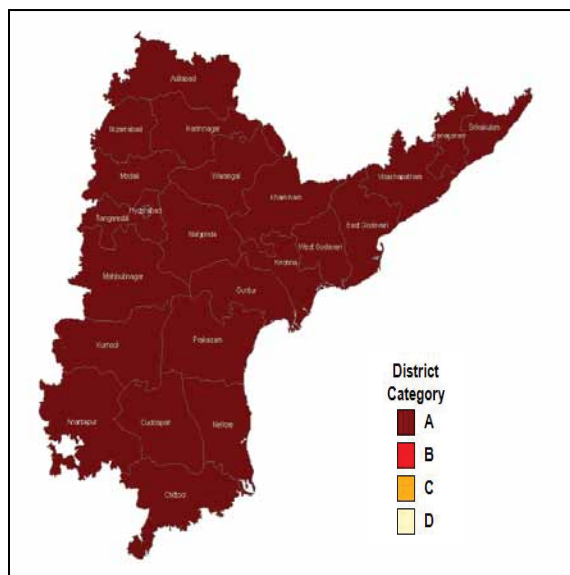 Adilabad
Nizamabad
Karimnagar
Medak
Warangal
Khammam
Srikakulam
Visakhapatnam
Rangareddi
Hyderabad
Nalgonda
East Godavari
West Godavari
Krishna
Mahbubnagar
Guntur
Kurnool
Prakasam
Anantapur
Cuddapah
Nellore
Chittoor
District
Category
A
B
C
D